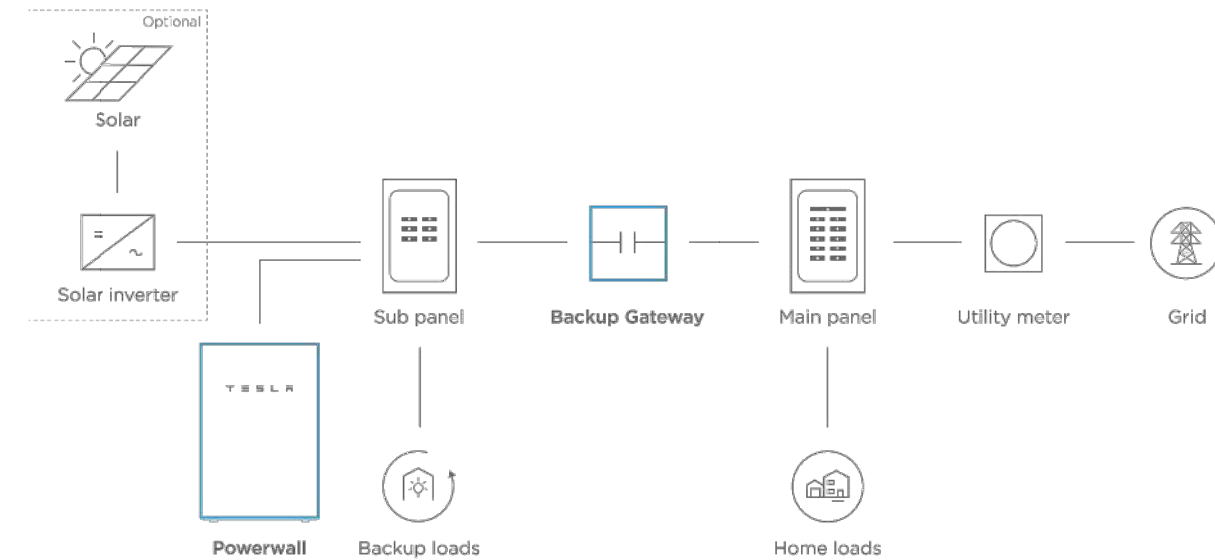 Optional
Solar
Solar inverter
Sub panel
Backup Gateway
Main panel
Utility meter
Grid
TESLA
Powerwall
Backup loads
Home loads